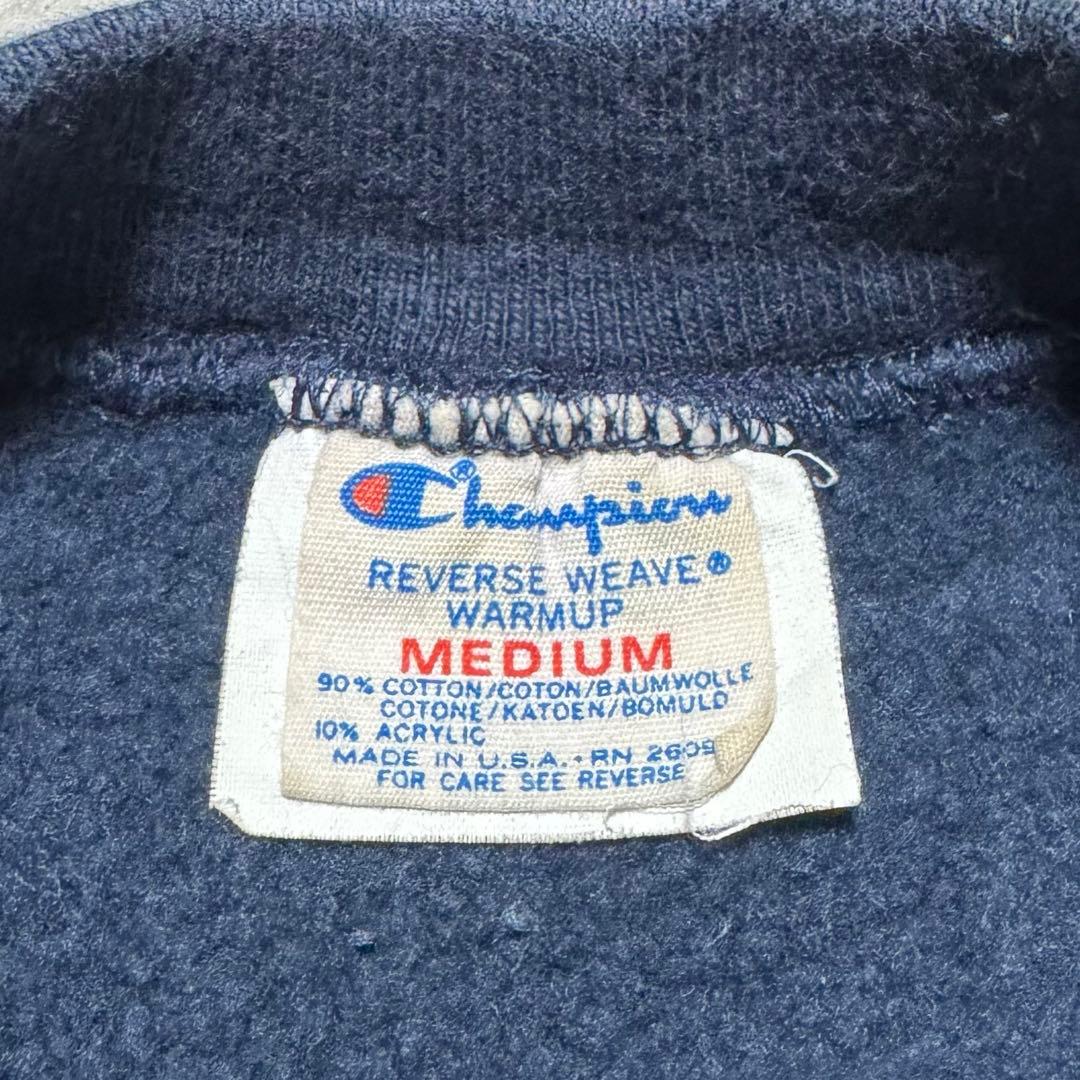 Champion®
REVERSE WEAVE®
WARMUP
MEDIUM
90% COTTON/COTON/BAUMWOLLE
COTONE/KATOEN/BOMULD
10% ACRYLIC
MADE IN U.S.A. · RN 2609
FOR CARE SEE REVERSE